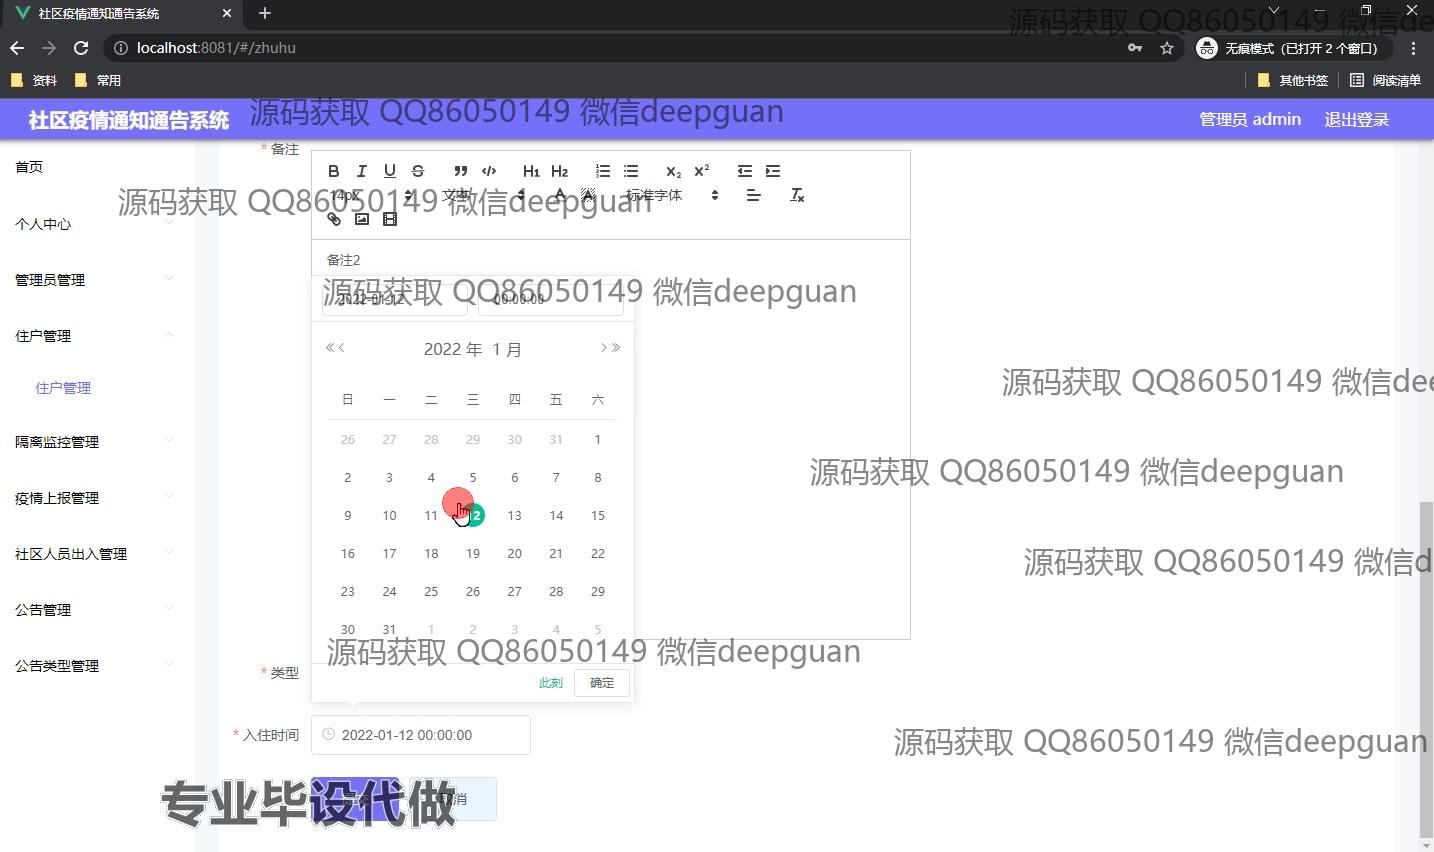 社区疫情通知通告系统
源码获取 QQ86050149 微信de
localhost:8081/#/zhuhu
无痕模式 (已打开 2 个窗口)
资料 常用 其他书签 阅读清单
社区疫情通知通告系统 源码获取 QQ86050149 微信deepguan 管理员 admin 退出登录
首页
个人中心
管理员管理
住户管理
住户管理
隔离监控管理
疫情上报管理
社区人员出入管理
公告管理
公告类型管理
* 备注
B I U S H1 H2 x₂ x²
14px 文本 A A 标准字体
源码获取 QQ86050149 微信deepguan
备注2
源码获取 QQ86050149 微信deepguan
2022-01-12 00:00:00
2022 年 1 月
日 一 二 三 四 五 六
26 27 28 29 30 31 1
2 3 4 5 6 7 8
9 10 11 12 13 14 15
16 17 18 19 20 21 22
23 24 25 26 27 28 29
30 31 1 2 3 4 5
源码获取 QQ86050149 微信deepguan
此刻 确定
* 类型
* 入住时间 2022-01-12 00:00:00
取消
专业毕设代做
源码获取 QQ86050149 微信de
源码获取 QQ86050149 微信deepguan
源码获取 QQ86050149 微信d
源码获取 QQ86050149 微信deepguan